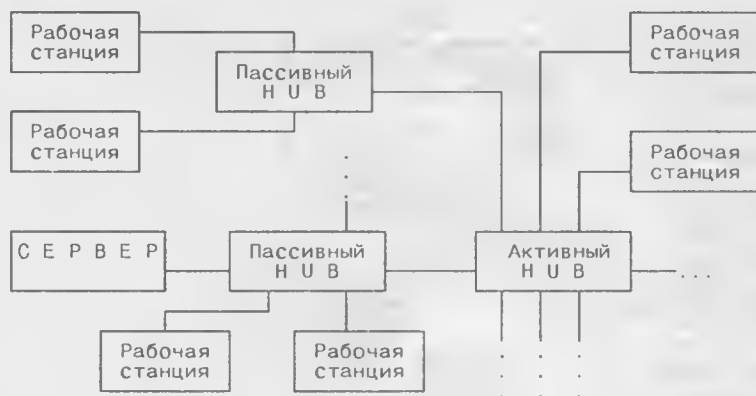 Рабочая
станция
Рабочая
станция
Пассивный
H U B
Рабочая
станция
Рабочая
станция
С Е Р В Е Р
Пассивный
H U B
Активный
H U B
Рабочая
станция
Рабочая
станция